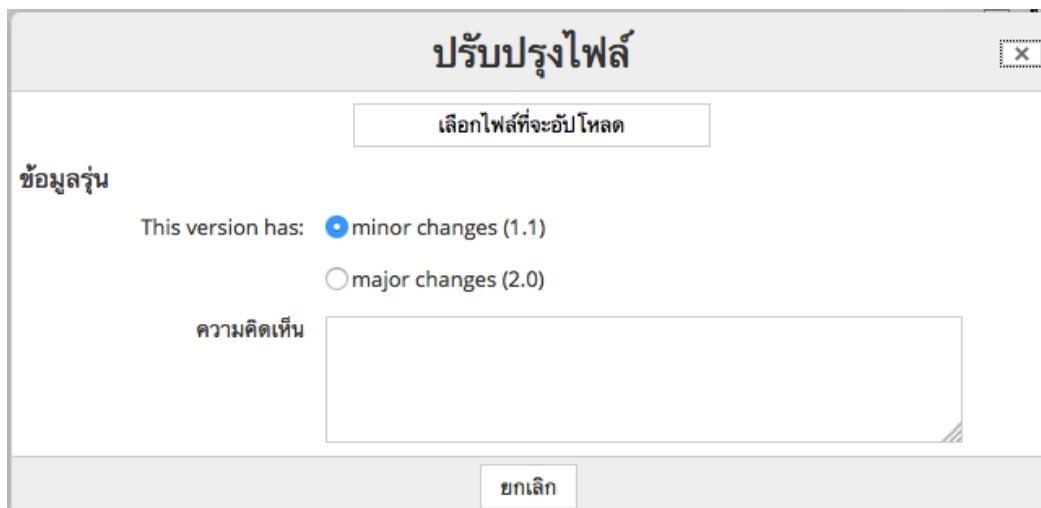 ปรับปรุงไฟล์
เลือกไฟล์ที่จะอัปโหลด
ข้อมูลรุ่น
This version has: minor changes (1.1)
major changes (2.0)
ความคิดเห็น
ยกเลิก